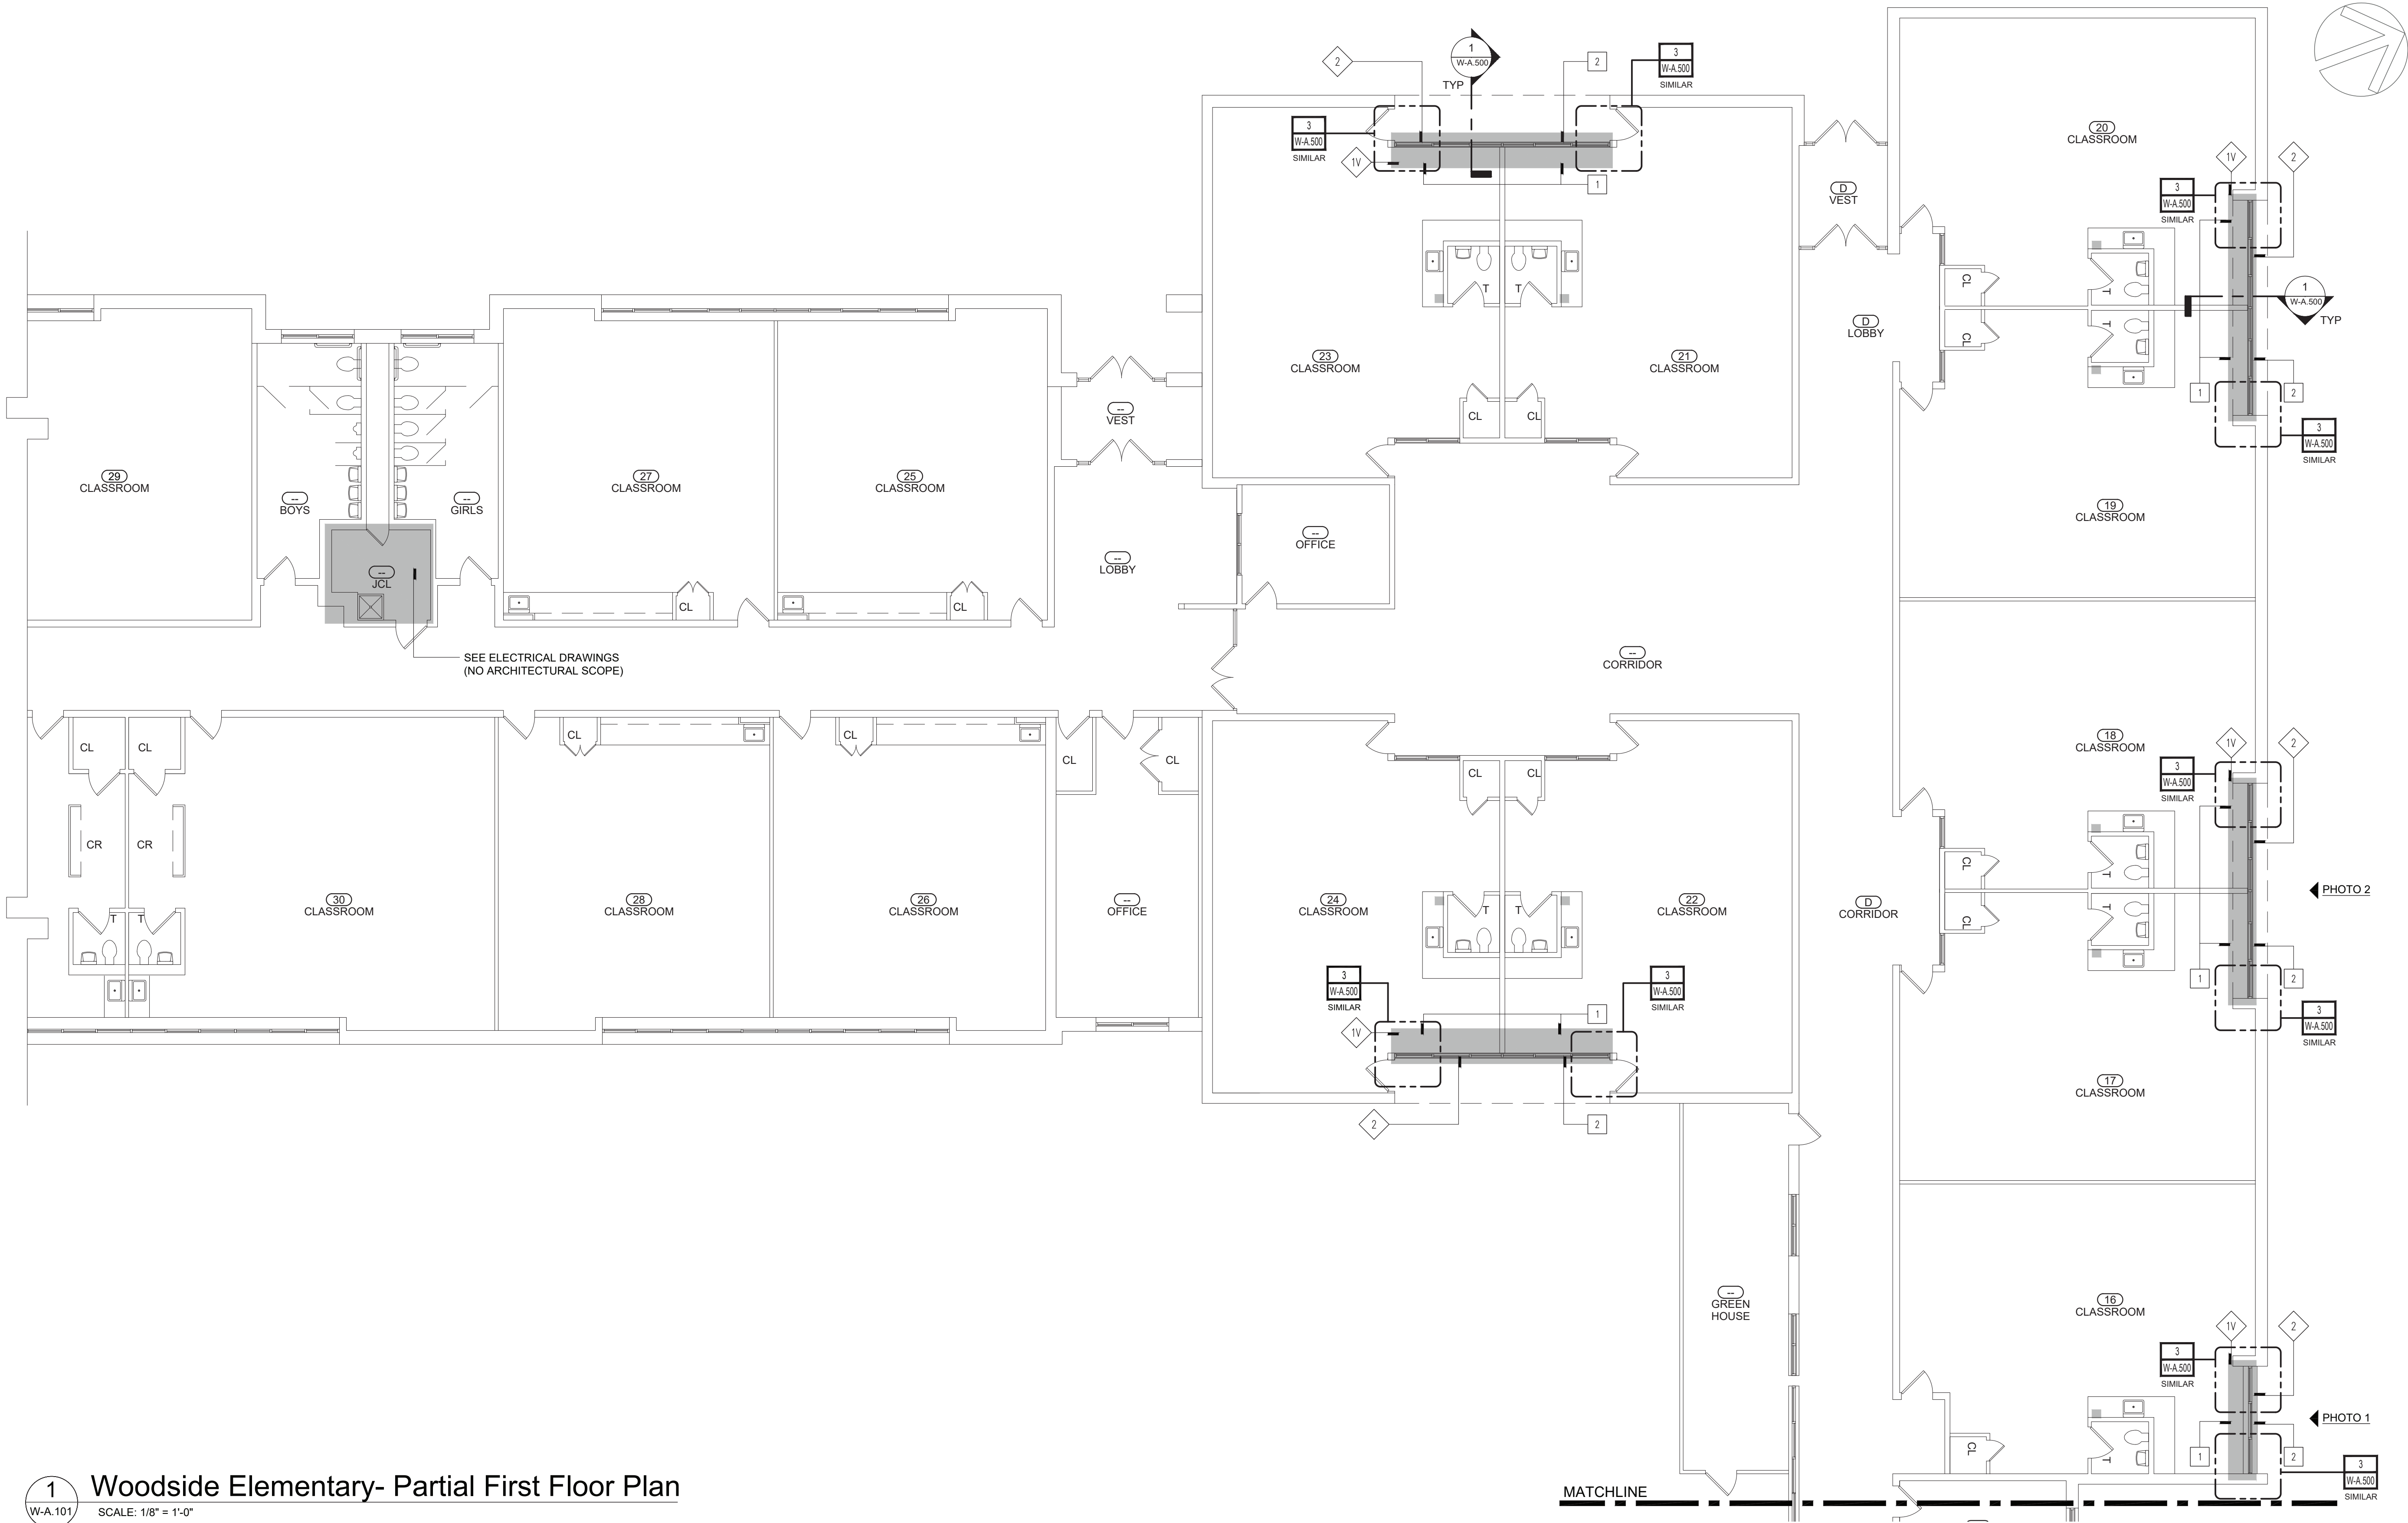 2
1
W-A.500
TYP
2
3
W-A.500
SIMILAR
3
W-A.500
SIMILAR
1V
1
20
CLASSROOM
1V
2
3
W-A.500
SIMILAR
D
VEST
1
W-A.500
TYP
T
T
CL
CL
T
T
D
LOBBY
23
CLASSROOM
21
CLASSROOM
1
2
CL
CL
--
VEST
3
W-A.500
SIMILAR
29
CLASSROOM
27
CLASSROOM
25
CLASSROOM
--
BOYS
--
GIRLS
19
CLASSROOM
--
OFFICE
--
LOBBY
--
JCL
CL
CL
SEE ELECTRICAL DRAWINGS
(NO ARCHITECTURAL SCOPE)
--
CORRIDOR
18
CLASSROOM
1V
2
3
W-A.500
SIMILAR
CL
CL
CL
CL
CL
CL
CL
CL
CR
CR
CL
CL
T
T
30
CLASSROOM
28
CLASSROOM
26
CLASSROOM
--
OFFICE
24
CLASSROOM
22
CLASSROOM
D
CORRIDOR
PHOTO 2
T
T
T
T
1
2
3
W-A.500
SIMILAR
3
W-A.500
SIMILAR
3
W-A.500
SIMILAR
1V
1
2
2
17
CLASSROOM
--
GREEN
HOUSE
16
CLASSROOM
1V
2
3
W-A.500
SIMILAR
PHOTO 1
CL
T
1
2
3
W-A.500
SIMILAR
MATCHLINE
1
W-A.101
Woodside Elementary- Partial First Floor Plan
SCALE: 1/8" = 1'-0"